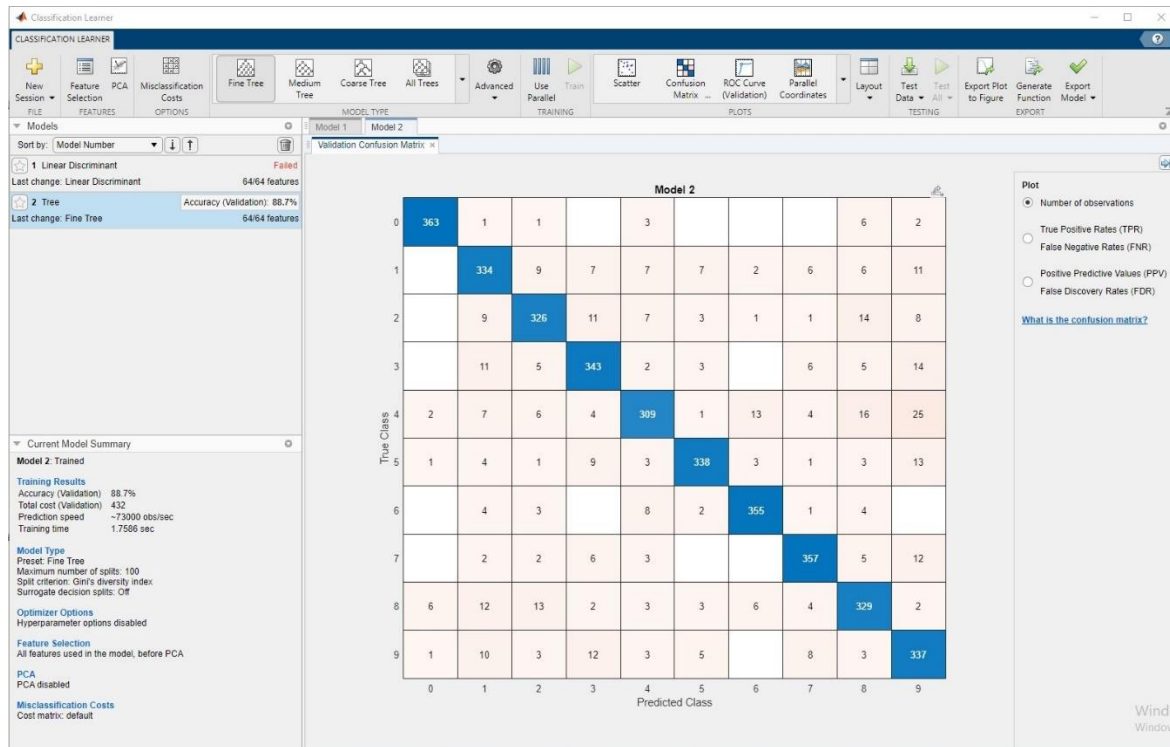 Classification Learner
CLASSIFICATION LEARNER
New Session
Feature Selection
PCA
Misclassification Costs
Fine Tree
Medium Tree
Coarse Tree
All Trees
Advanced
Use Parallel
Train
Scatter
Confusion Matrix ...
ROC Curve (Validation)
Parallel Coordinates
Layout
Test Data
Test All
Export Plot to Figure
Generate Function
Export Model
FILE FEATURES OPTIONS MODEL TYPE TRAINING PLOTS TESTING EXPORT
Models
Sort by: Model Number
1 Linear Discriminant Failed
Last change: Linear Discriminant 64/64 features
2 Tree Accuracy (Validation): 88.7%
Last change: Fine Tree 64/64 features
Current Model Summary
Model 2: Trained
Training Results
Accuracy (Validation) 88.7%
Total cost (Validation) 432
Prediction speed ~73000 obs/sec
Training time 1.7586 sec
Model Type
Preset: Fine Tree
Maximum number of splits: 100
Split criterion: Gini's diversity index
Surrogate decision splits: Off
Optimizer Options
Hyperparameter options disabled
Feature Selection
All features used in the model, before PCA
PCA
PCA disabled
Misclassification Costs
Cost matrix: default
Model 1 Model 2
Validation Confusion Matrix
Model 2
True Class
0 363 1 1 3 6 2
1 334 9 7 7 7 2 6 6 11
2 9 326 11 7 3 1 1 14 8
3 11 5 343 2 3 6 5 14
4 2 7 6 4 309 1 13 4 16 25
5 1 4 1 9 3 338 3 1 3 13
6 4 3 8 2 355 1 4
7 2 2 6 3 357 5 12
8 6 12 13 2 3 3 6 4 329 2
9 1 10 3 12 3 5 8 3 337
0 1 2 3 4 5 6 7 8 9
Predicted Class
Plot
Number of observations
True Positive Rates (TPR)
False Negative Rates (FNR)
Positive Predictive Values (PPV)
False Discovery Rates (FDR)
What is the confusion matrix?